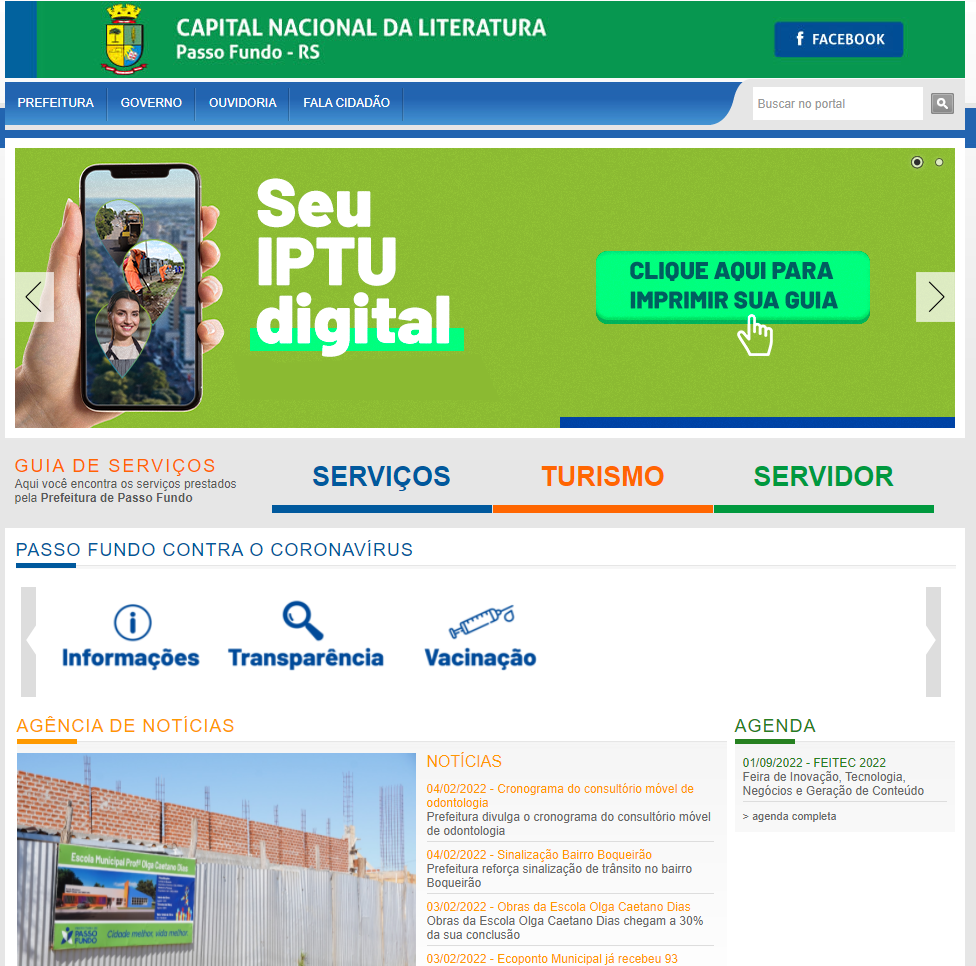 CAPITAL NACIONAL DA LITERATURA
Passo Fundo - RS
f FACEBOOK
PREFEITURA
GOVERNO
OUVIDORIA
FALA CIDADÃO
Buscar no portal
Seu
IPTU
digital
CLIQUE AQUI PARA
IMPRIMIR SUA GUIA
GUIA DE SERVIÇOS
Aqui você encontra os serviços prestados
pela Prefeitura de Passo Fundo
SERVIÇOS
TURISMO
SERVIDOR
PASSO FUNDO CONTRA O CORONAVÍRUS
Informações
Transparência
Vacinação
AGÊNCIA DE NOTÍCIAS
Escola Municipal Profª Olga Caetano Dias
PASSO
FUNDO
Cidade melhor, vida melhor.
NOTÍCIAS
04/02/2022 - Cronograma do consultório móvel de
odontologia
Prefeitura divulga o cronograma do consultório móvel
de odontologia
04/02/2022 - Sinalização Bairro Boqueirão
Prefeitura reforça sinalização de trânsito no bairro
Boqueirão
03/02/2022 - Obras da Escola Olga Caetano Dias
Obras da Escola Olga Caetano Dias chegam a 30%
da sua conclusão
03/02/2022 - Ecoponto Municipal já recebeu 93
AGENDA
01/09/2022 - FEITEC 2022
Feira de Inovação, Tecnologia,
Negócios e Geração de Conteúdo
> agenda completa